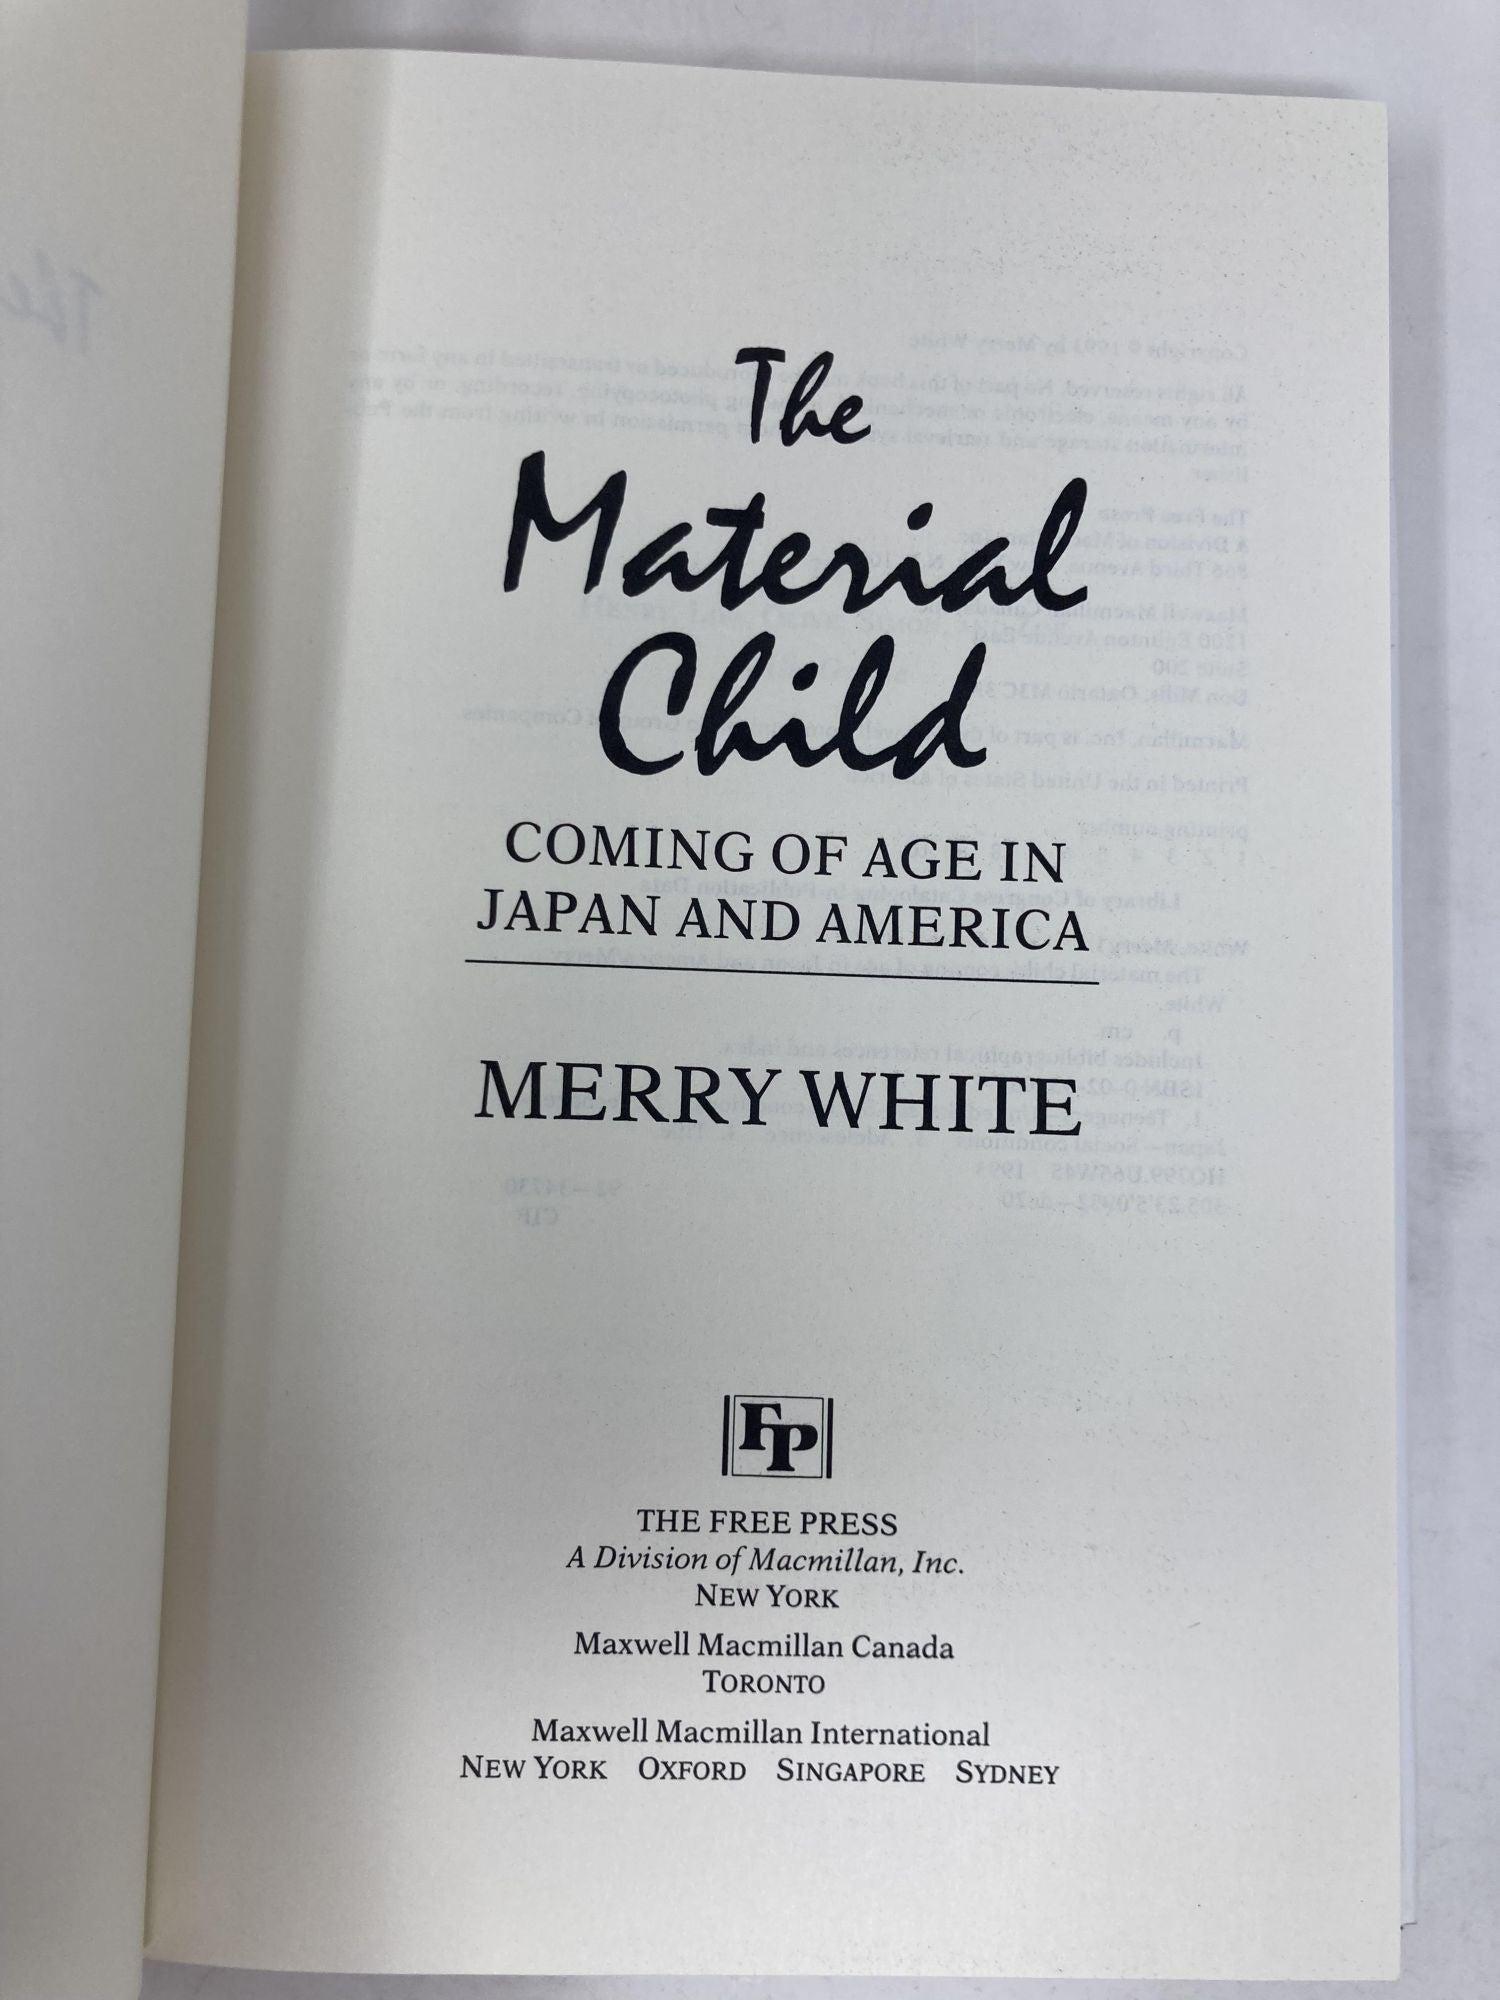 The
Material
Child
COMING OF AGE IN
JAPAN AND AMERICA
MERRY WHITE
FP
THE FREE PRESS
A Division of Macmillan, Inc.
NEW YORK
Maxwell Macmillan Canada
TORONTO
Maxwell Macmillan International
NEW YORK OXFORD SINGAPORE SYDNEY